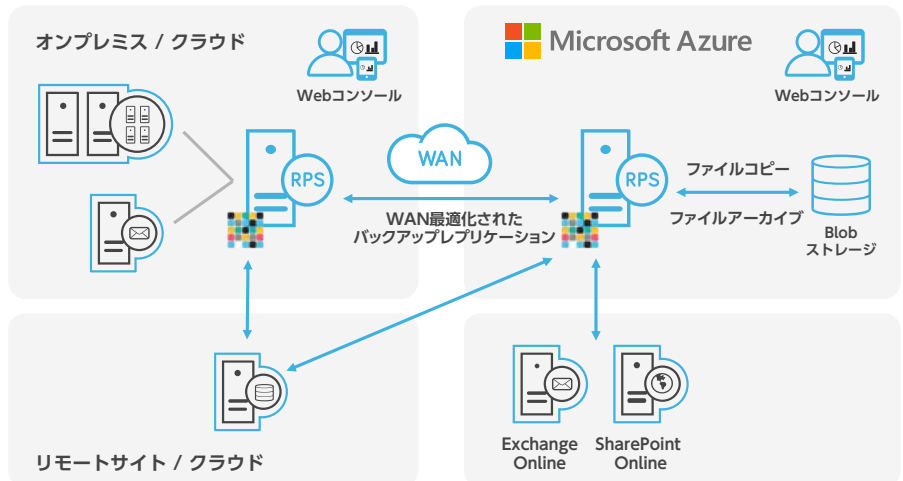 オンプレミス / クラウド
Webコンソール
RPS
WAN
WAN最適化された
バックアップレプリケーション
Microsoft Azure
Webコンソール
RPS
ファイルコピー
ファイルアーカイブ
Blob
ストレージ
リモートサイト / クラウド
Exchange
Online
SharePoint
Online